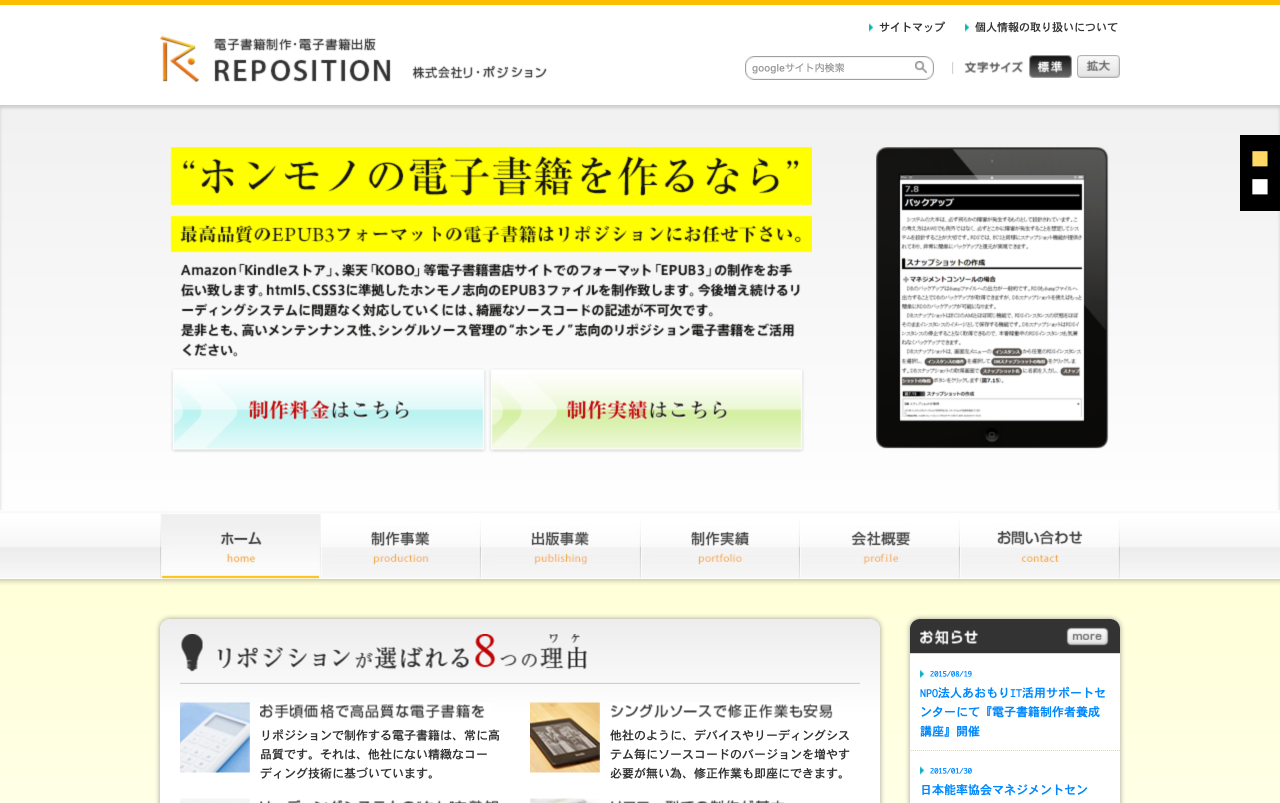 サイトマップ
個人情報の取り扱いについて
電子書籍制作・電子書籍出版
REPOSITION
株式会社リ・ポジション
googleサイト内検索
文字サイズ
標準
拡大
“ホンモノの電子書籍を作るなら”
最高品質のEPUB3フォーマットの電子書籍はリポジションにお任せ下さい。
Amazon「Kindleストア」、楽天「KOBO」等電子書籍書店サイトでのフォーマット「EPUB3」の制作をお手
伝い致します。html5、CSS3に準拠したホンモノ志向のEPUB3ファイルを制作致します。今後増え続けるリ
ーディングシステムに問題なく対応していくには、綺麗なソースコードの記述が不可欠です。
是非とも、高いメンテンナンス性、シングルソース管理の“ホンモノ”志向のリポジション電子書籍をご活用
ください。
制作料金はこちら
制作実績はこちら
7.8
バックアップ
スナップショットの作成
マネジメントコンソールの場合
ホーム
home
制作事業
production
出版事業
publishing
制作実績
portfolio
会社概要
profile
お問い合わせ
contact
リポジションが選ばれる8つの理由
ワケ
お手頃価格で高品質な電子書籍を
リポジションで制作する電子書籍は、常に高
品質です。それは、他社にない精緻なコー
ディング技術に基づいています。
シングルソースで修正作業も安易
他社のように、デバイスやリーディングシス
テム毎にソースコードのバージョンを増やす
必要が無い為、修正作業も即座にできます。
お知らせ
more
2015/08/19
NPO法人あおもりIT活用サポートセ
ンターにて『電子書籍制作者養成
講座』開催
2015/01/30
日本能率協会マネジメントセン